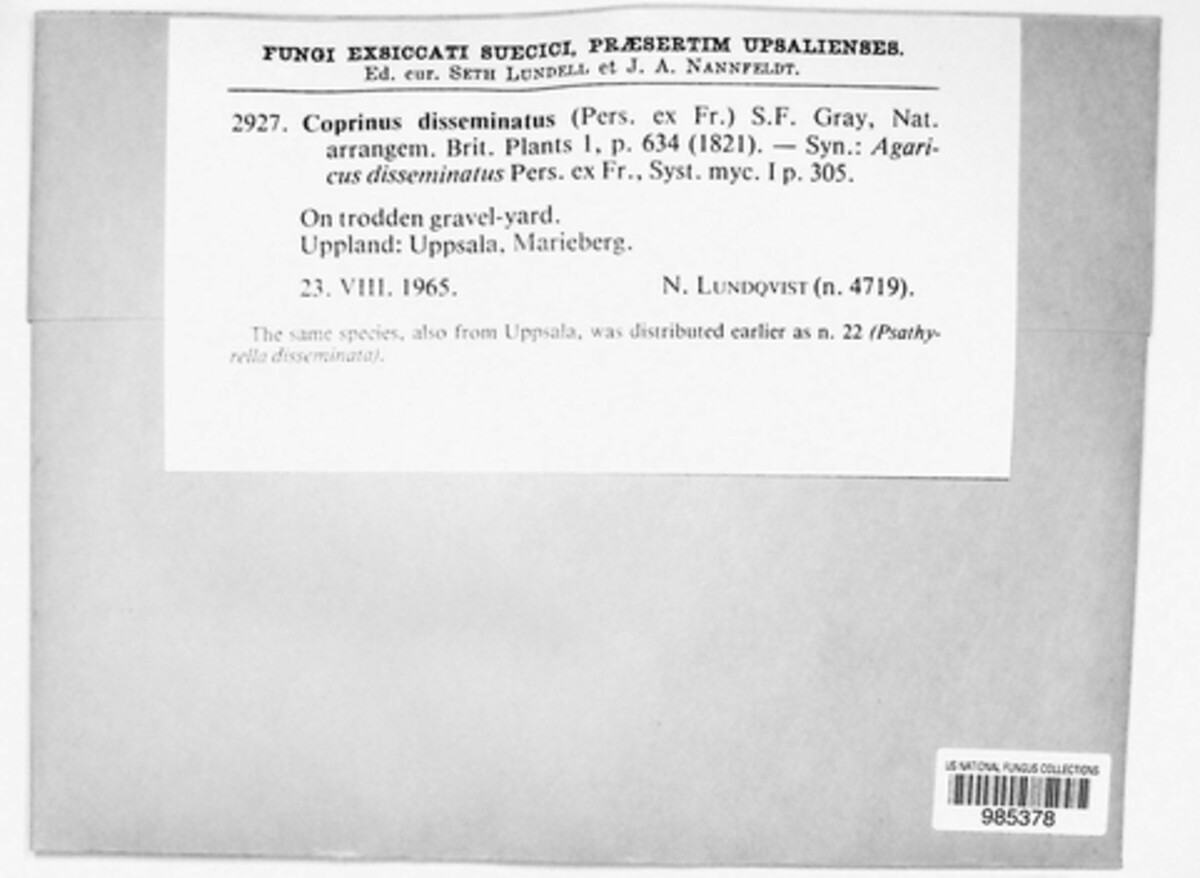 FUNGI EXSICCATI SUECICI, PRÆSERTIM UPSALIENSES.
Ed. cur. SETH LUNDELL et J. A. NANNFELDT.
2927. Coprinus disseminatus (Pers. ex Fr.) S.F. Gray, Nat.
arrangem. Brit. Plants 1, p. 634 (1821). — Syn.: Agari-
cus disseminatus Pers. ex Fr., Syst. myc. I p. 305.
On trodden gravel-yard.
Uppland: Uppsala, Marieberg.
23. VIII. 1965. N. LUNDQVIST (n. 4719).
The same species, also from Uppsala, was distributed earlier as n. 22 (Psathy-
rella disseminata).
US NATIONAL FUNGUS COLLECTIONS
985378